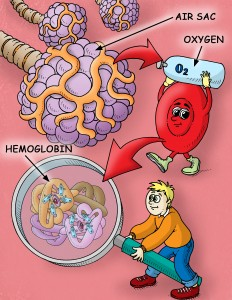 AIR SAC
OXYGEN
O2
HEMOGLOBIN